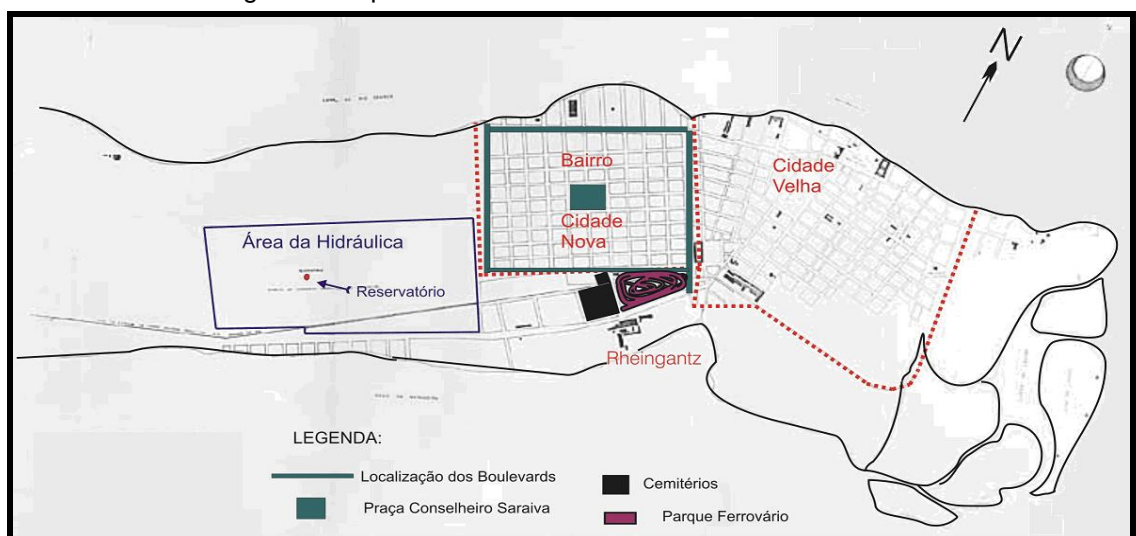 N
Bairro
Cidade
Nova
Cidade
Velha
Área da Hidráulica
Reservatório
Rheingantz
LEGENDA:
Localização dos Boulevards
Praça Conselheiro Saraiva
Cemitérios
Parque Ferrovário